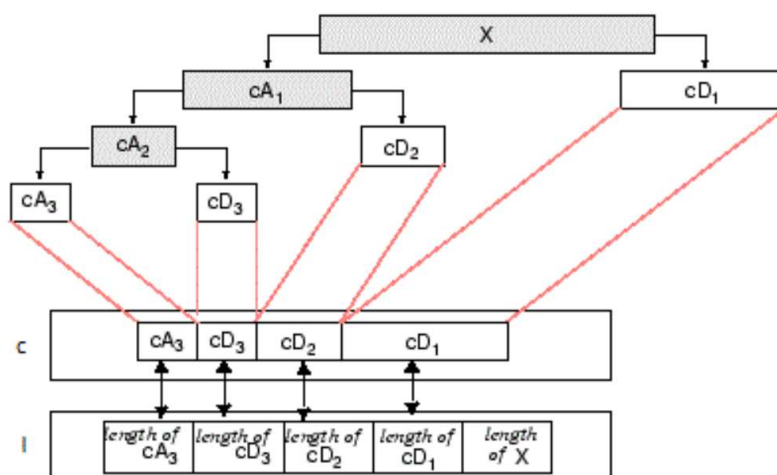 X
cA₁
cD₁
cA₂
cD₂
cA₃
cD₃
c
cA₃ cD₃ cD₂ cD₁
l
length of cA₃
length of cD₃
length of cD₂
length of cD₁
length
of X